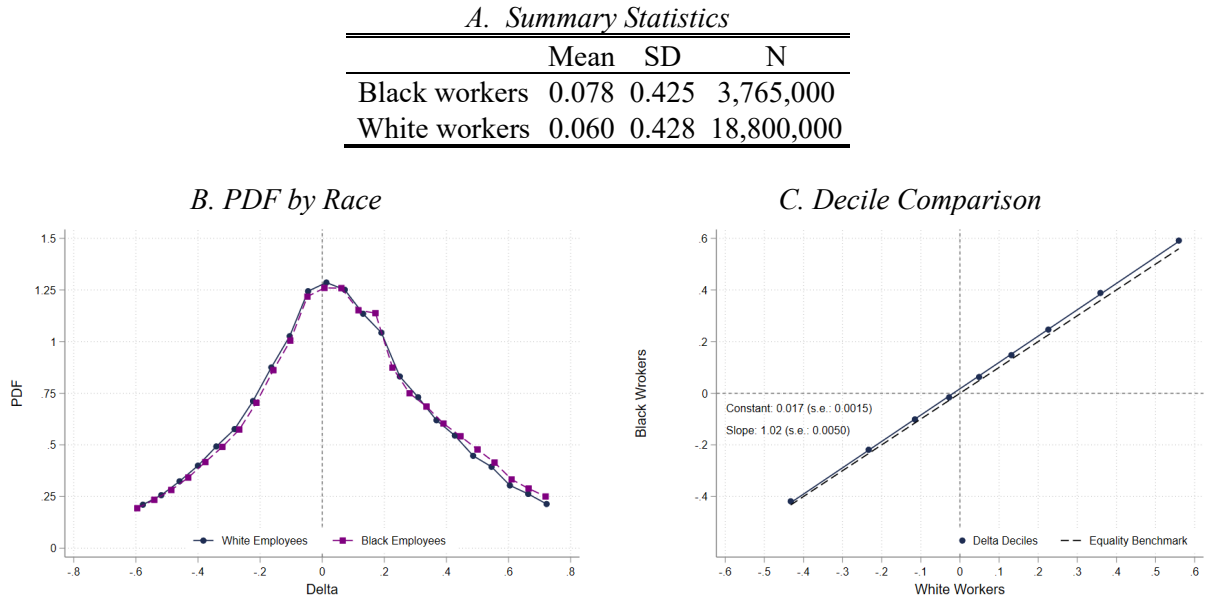 A. Summary Statistics
Mean SD N
Black workers 0.078 0.425 3,765,000
White workers 0.060 0.428 18,800,000
B. PDF by Race
1.5
1.25
1
.75
.5
.25
0
PDF
-.8 -.6 -.4 -.2 0 .2 .4 .6 .8
Delta
White Employees Black Employees
C. Decile Comparison
.6
.4
.2
0
-.2
-.4
Black Wrokers
Constant: 0.017 (s.e.: 0.0015)
Slope: 1.02 (s.e.: 0.0050)
Delta Deciles Equality Benchmark
-.6 -.5 -.4 -.3 -.2 -.1 0 .1 .2 .3 .4 .5 .6
White Workers